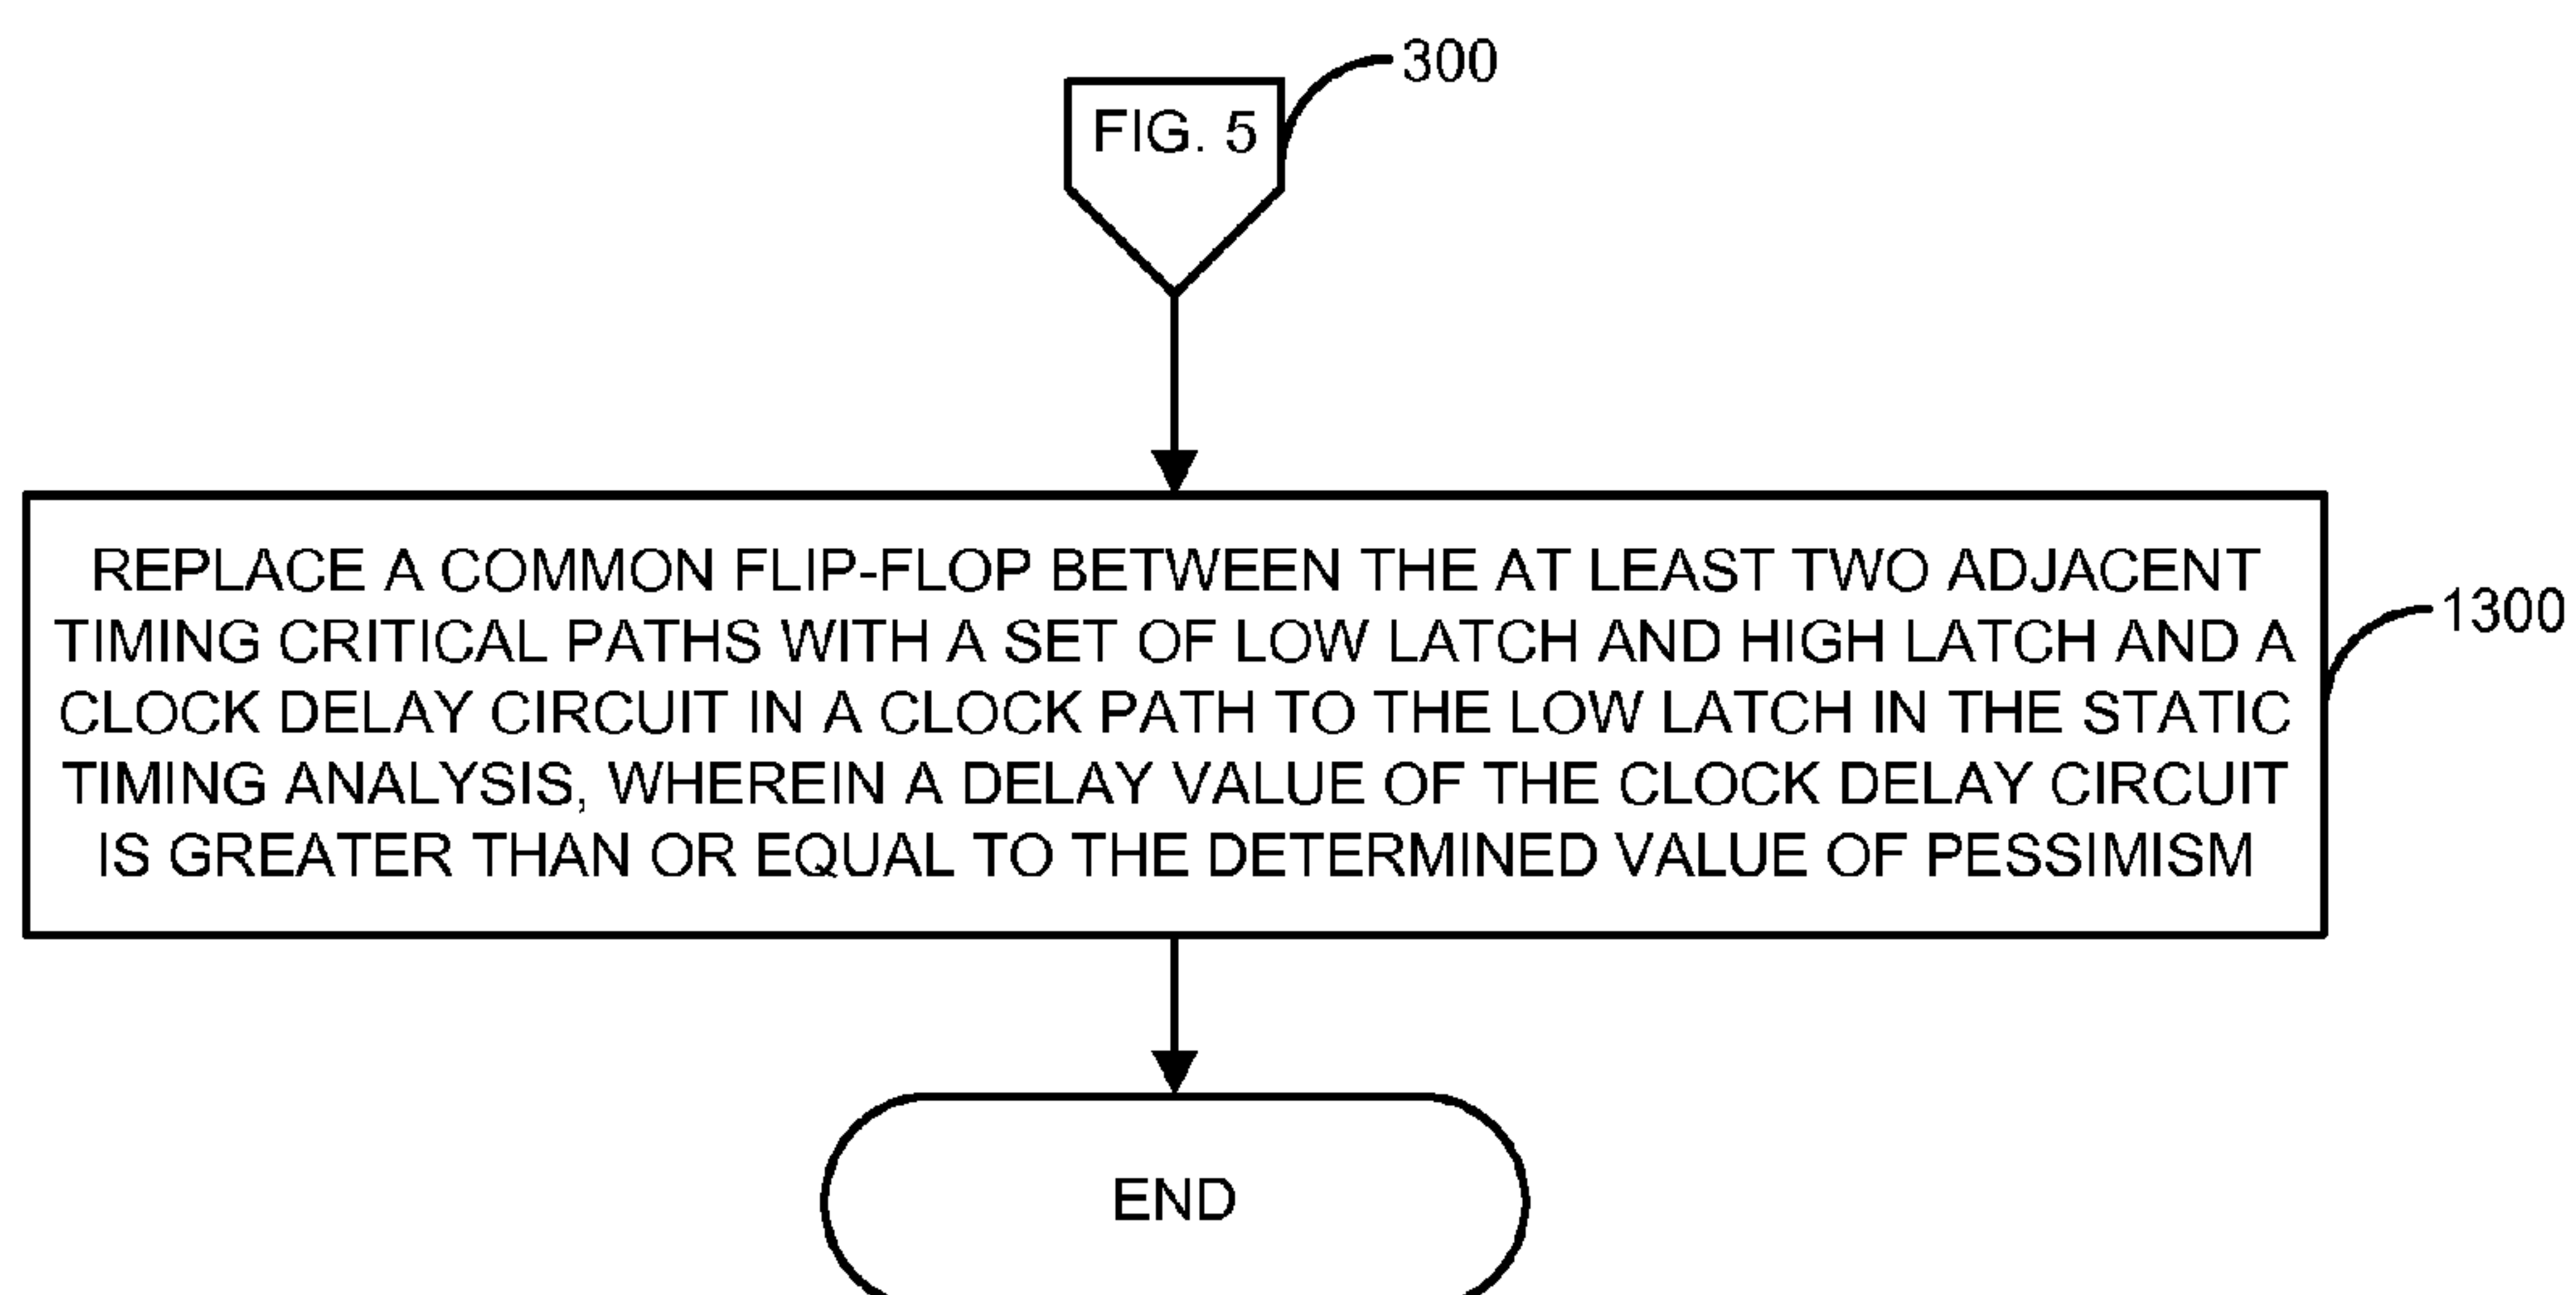 300
FIG. 5
REPLACE A COMMON FLIP-FLOP BETWEEN THE AT LEAST TWO ADJACENT
TIMING CRITICAL PATHS WITH A SET OF LOW LATCH AND HIGH LATCH AND A
CLOCK DELAY CIRCUIT IN A CLOCK PATH TO THE LOW LATCH IN THE STATIC
TIMING ANALYSIS, WHEREIN A DELAY VALUE OF THE CLOCK DELAY CIRCUIT
IS GREATER THAN OR EQUAL TO THE DETERMINED VALUE OF PESSIMISM
1300
END